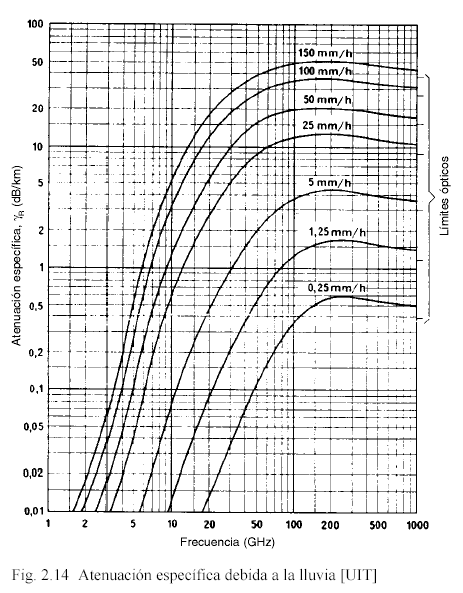 100
50
20
10
5
2
1
0,5
0,2
0,1
0,05
0,02
0,01
Atenuación específica, γR (dB/km)
150 mm/h
100 mm/h
50 mm/h
25 mm/h
5 mm/h
1,25 mm/h
0,25 mm/h
Límites ópticos
1 2 5 10 20 50 100 200 500 1000
Frecuencia (GHz)
Fig. 2.14 Atenuación específica debida a la lluvia [UIT]